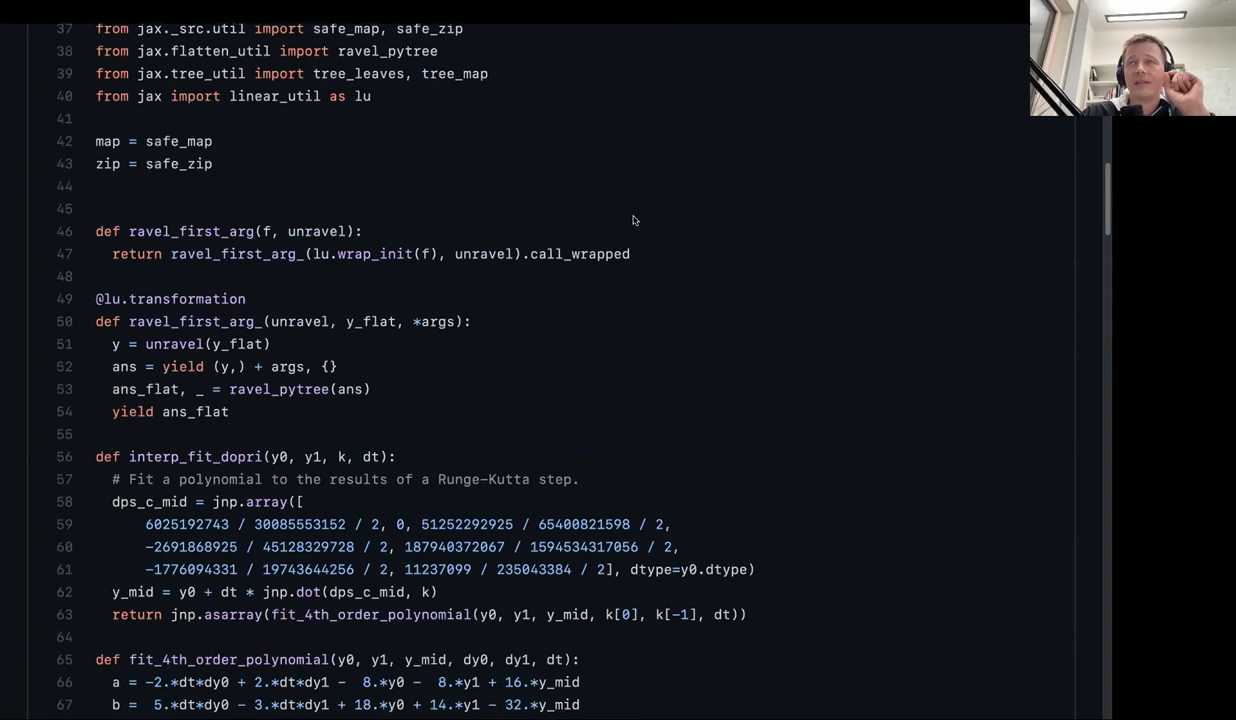 37 from jax._src.util import safe_map, safe_zip
38 from jax.flatten_util import ravel_pytree
39 from jax.tree_util import tree_leaves, tree_map
40 from jax import linear_util as lu
41
42 map = safe_map
43 zip = safe_zip
44
45
46 def ravel_first_arg(f, unravel):
47   return ravel_first_arg_(lu.wrap_init(f), unravel).call_wrapped
48
49 @lu.transformation
50 def ravel_first_arg_(unravel, y_flat, *args):
51   y = unravel(y_flat)
52   ans = yield (y,) + args, {}
53   ans_flat, _ = ravel_pytree(ans)
54   yield ans_flat
55
56 def interp_fit_dopri(y0, y1, k, dt):
57   # Fit a polynomial to the results of a Runge-Kutta step.
58   dps_c_mid = jnp.array([
59       6025192743 / 30085553152 / 2, 0, 51252292925 / 65400821598 / 2,
60       -2691868925 / 45128329728 / 2, 187940372067 / 1594534317056 / 2,
61       -1776094331 / 19743644256 / 2, 11237099 / 235043384 / 2], dtype=y0.dtype)
62   y_mid = y0 + dt * jnp.dot(dps_c_mid, k)
63   return jnp.asarray(fit_4th_order_polynomial(y0, y1, y_mid, k[0], k[-1], dt))
64
65 def fit_4th_order_polynomial(y0, y1, y_mid, dy0, dy1, dt):
66   a = -2.*dt*dy0 + 2.*dt*dy1 -  8.*y0 -  8.*y1 + 16.*y_mid
67   b =  5.*dt*dy0 - 3.*dt*dy1 + 18.*y0 + 14.*y1 - 32.*y_mid